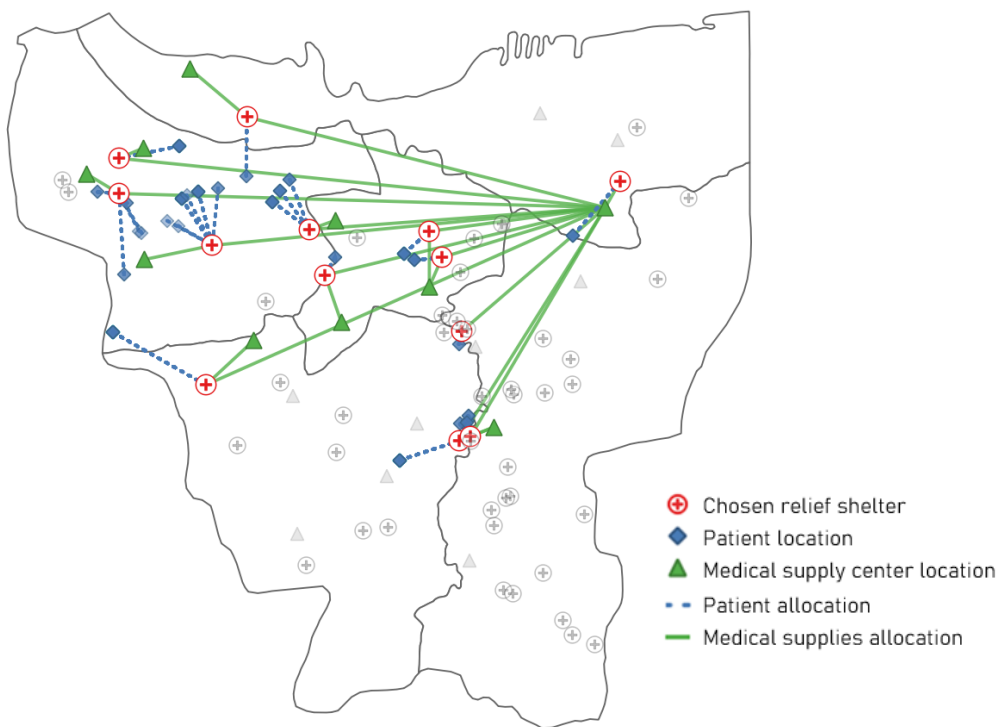 Chosen relief shelter
Patient location
Medical supply center location
Patient allocation
Medical supplies allocation